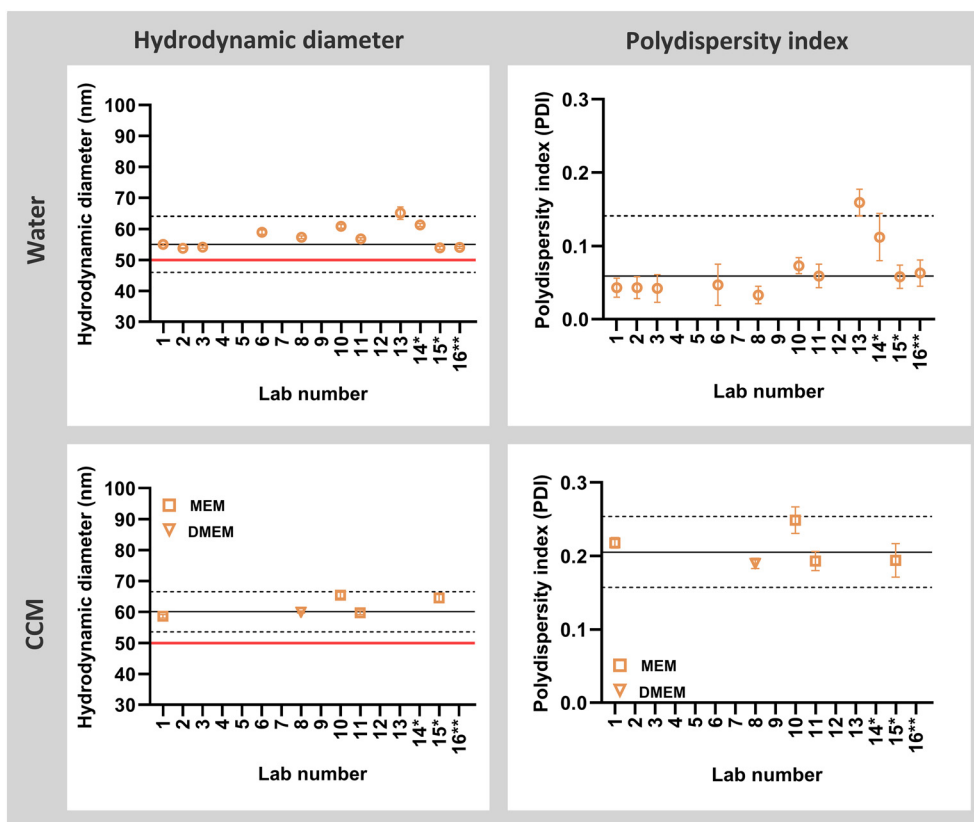 Hydrodynamic diameter
Polydispersity index
Water
Hydrodynamic diameter (nm)
100
90
80
70
60
50
40
30
1 2 3 4 5 6 7 8 9 10 11 12 13 14* 15* 16**
Lab number
Polydispersity index (PDI)
0.3
0.2
0.1
0.0
1 2 3 4 5 6 7 8 9 10 11 12 13 14* 15* 16**
Lab number
CCM
Hydrodynamic diameter (nm)
100
90
80
70
60
50
40
30
MEM
DMEM
1 2 3 4 5 6 7 8 9 10 11 12 13 14* 15* 16**
Lab number
Polydispersity index (PDI)
0.3
0.2
0.1
0.0
MEM
DMEM
1 2 3 4 5 6 7 8 9 10 11 12 13 14* 15* 16**
Lab number